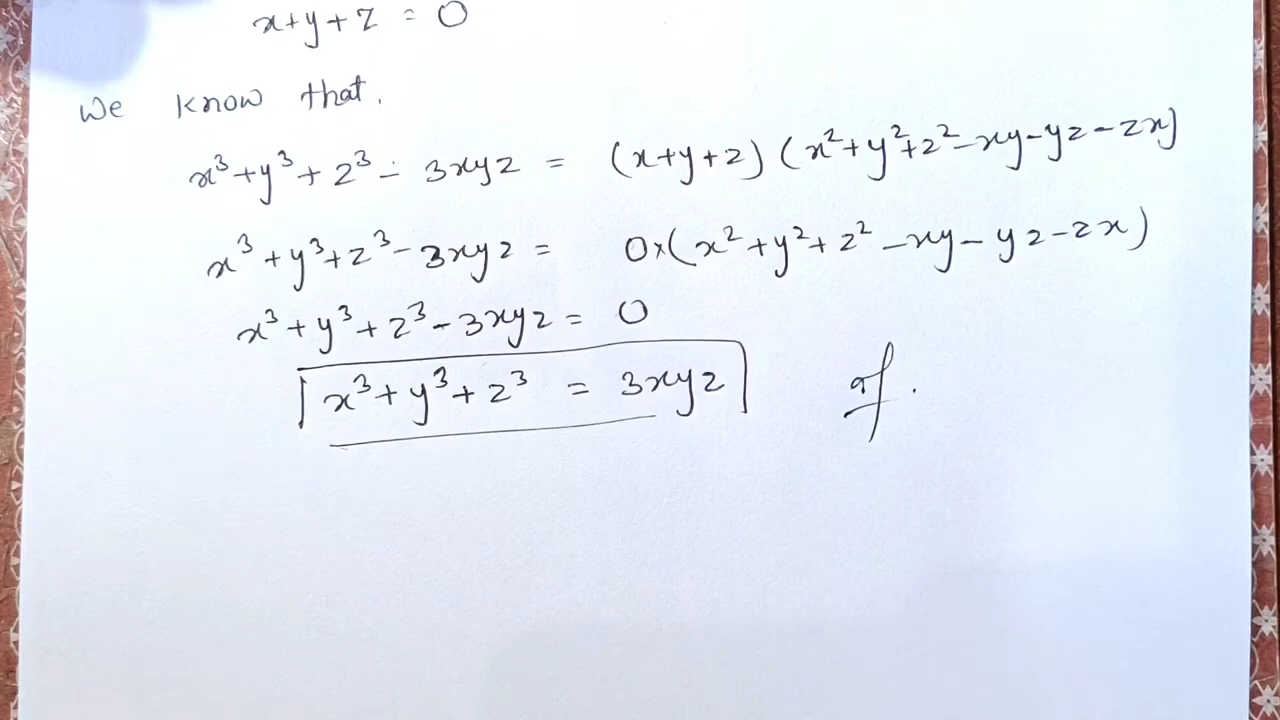 x+y+z = 0
We know that.
x³+y³+z³-3xyz = (x+y+z) (x²+y²+z²-xy-yz-zx)
x³+y³+z³-3xyz = 0×(x²+y²+z²-xy-yz-zx)
x³+y³+z³-3xyz = 0
x³+y³+z³ = 3xyz